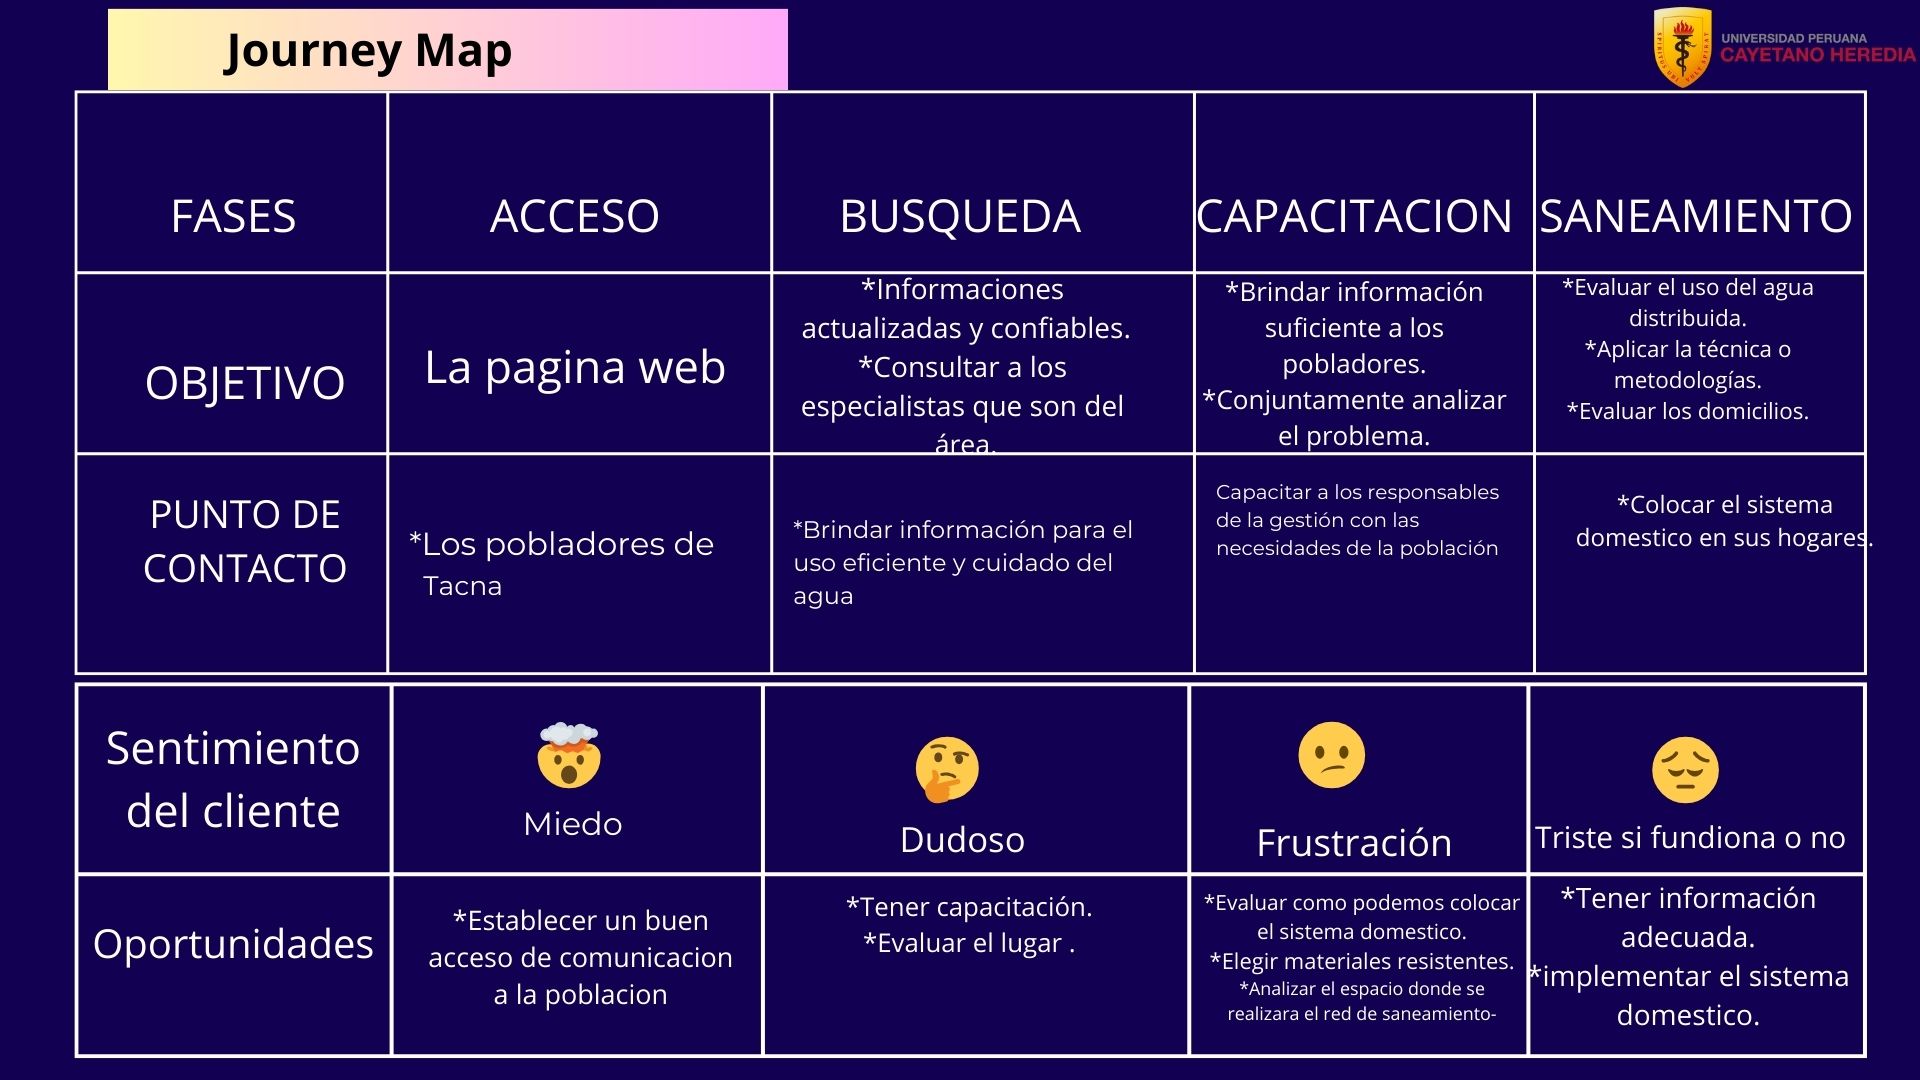 Journey Map
UNIVERSIDAD PERUANA
CAYETANO HEREDIA
SPIRITUS UBI VULT SPIRAT
FASES
ACCESO
BUSQUEDA
CAPACITACION
SANEAMIENTO
OBJETIVO
La pagina web
*Informaciones
actualizadas y confiables.
*Consultar a los
especialistas que son del
área.
*Brindar información
suficiente a los
pobladores.
*Conjuntamente analizar
el problema.
*Evaluar el uso del agua
distribuida.
*Aplicar la técnica o
metodologías.
*Evaluar los domicilios.
PUNTO DE
CONTACTO
*Los pobladores de
Tacna
*Brindar información para el
uso eficiente y cuidado del
agua
Capacitar a los responsables
de la gestión con las
necesidades de la población
*Colocar el sistema
domestico en sus hogares.
Sentimiento
del cliente
Miedo
Dudoso
Frustración
Triste si fundiona o no
Oportunidades
*Establecer un buen
acceso de comunicacion
a la poblacion
*Tener capacitación.
*Evaluar el lugar .
*Evaluar como podemos colocar
el sistema domestico.
*Elegir materiales resistentes.
*Analizar el espacio donde se
realizara el red de saneamiento-
*Tener información
adecuada.
*implementar el sistema
domestico.